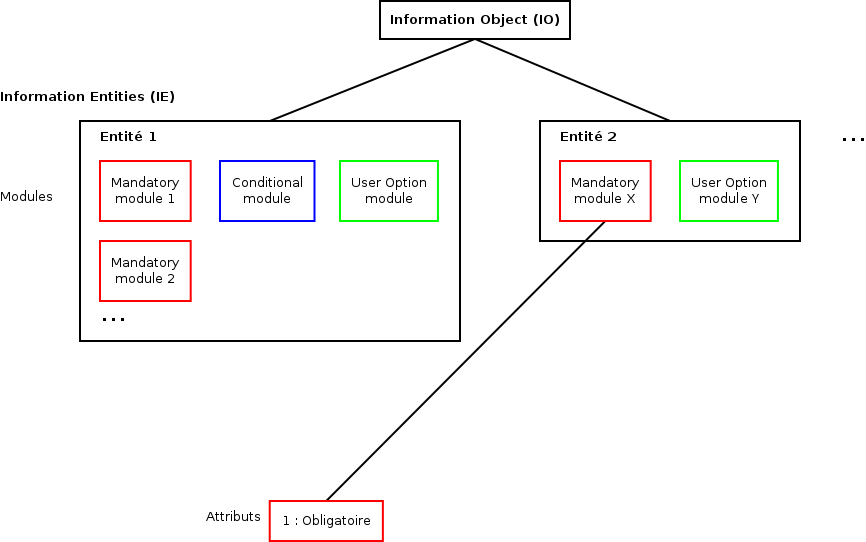 Information Object (IO)
Information Entities (IE)
Entité 1
Entité 2
...
Modules
Mandatory
module 1
Conditional
module
User Option
module
Mandatory
module X
User Option
module Y
Mandatory
module 2
...
Attributs
1 : Obligatoire